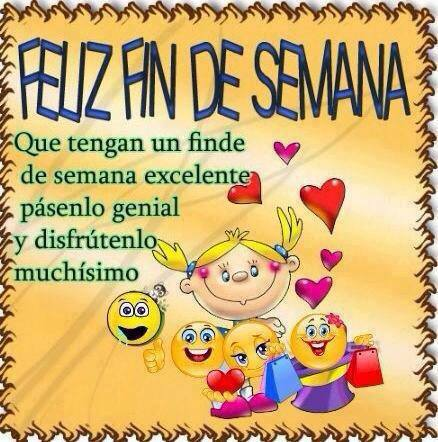 FELIZ FIN DE SEMANA
Que tengan un finde
de semana excelente
pásenlo genial
y disfrútenlo
muchísimo